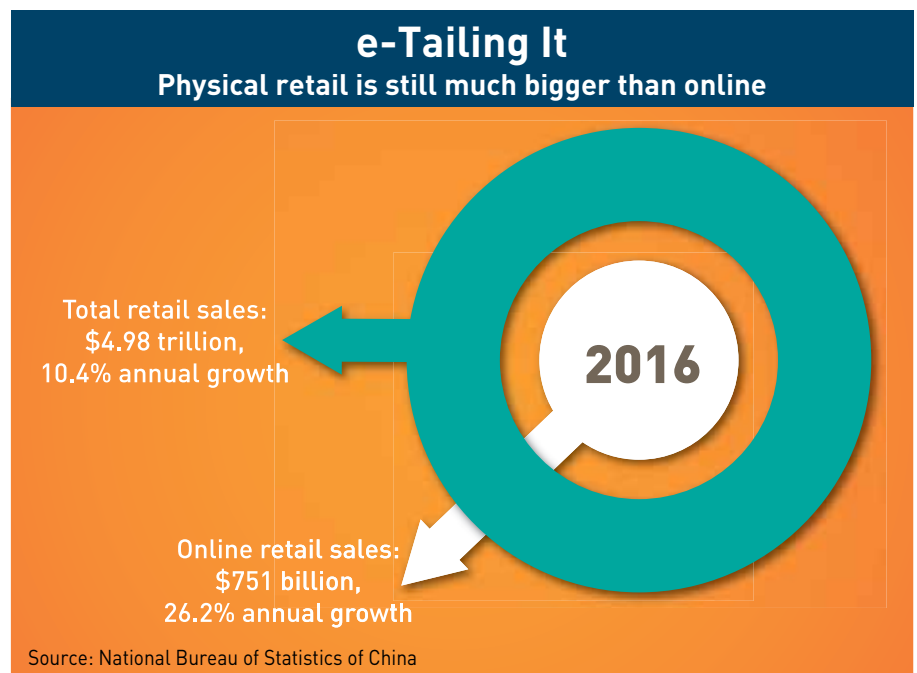 e-Tailing It
Physical retail is still much bigger than online
Total retail sales:
$4.98 trillion,
10.4% annual growth
2016
Online retail sales:
$751 billion,
26.2% annual growth
Source: National Bureau of Statistics of China